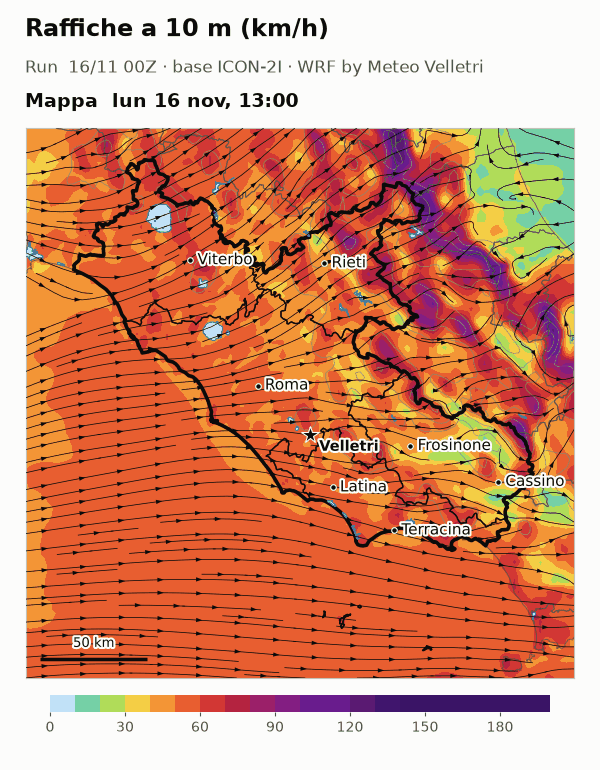 Raffiche a 10 m (km/h)
Run  16/11 00Z · base ICON-2I · WRF by Meteo Velletri
Mappa  lun 16 nov, 13:00
Viterbo
Rieti
Roma
Velletri
Frosinone
Latina
Cassino
Terracina
50 km
0 30 60 90 120 150 180